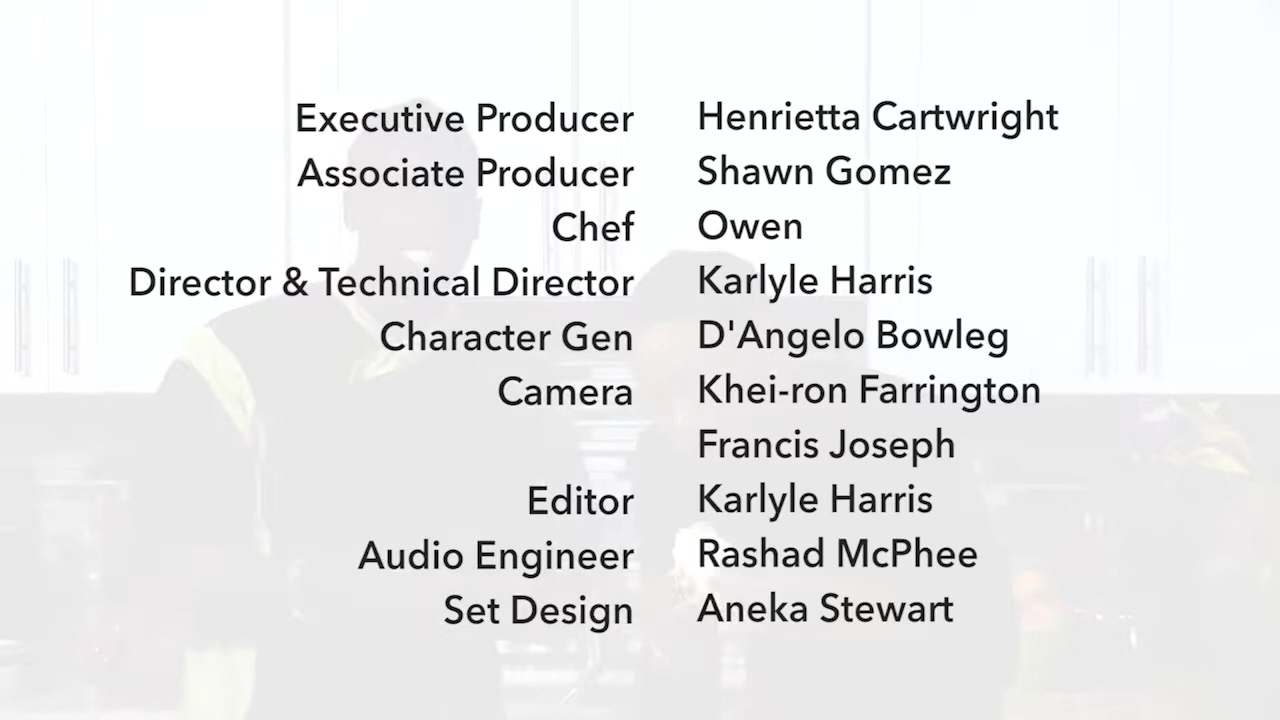 Executive Producer Henrietta Cartwright
Associate Producer Shawn Gomez
Chef Owen
Director & Technical Director Karlyle Harris
Character Gen D'Angelo Bowleg
Camera Khei-ron Farrington
Francis Joseph
Editor Karlyle Harris
Audio Engineer Rashad McPhee
Set Design Aneka Stewart